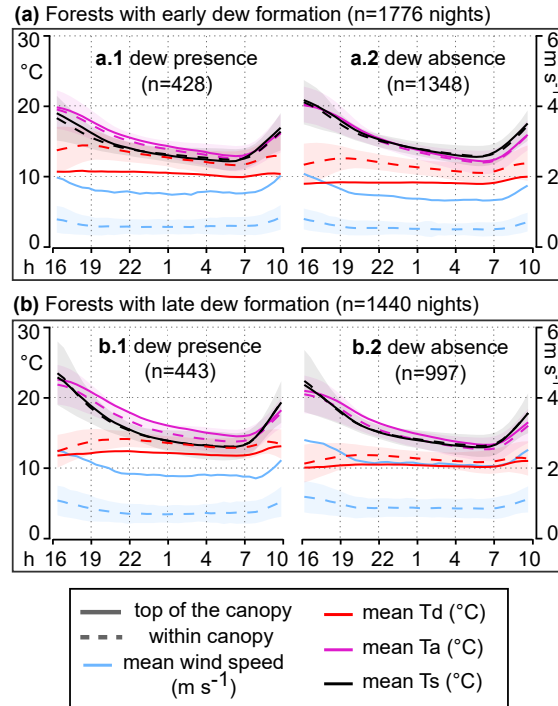 (a) Forests with early dew formation (n=1776 nights)
30
°C
20
10
0
a.1 dew presence
(n=428)
a.2 dew absence
(n=1348)
6
m s⁻¹
4
2
0
h 16 19 22 1 4 7 10 16 19 22 1 4 7 10
(b) Forests with late dew formation (n=1440 nights)
30
°C
20
10
0
b.1 dew presence
(n=443)
b.2 dew absence
(n=997)
6
m s⁻¹
4
2
0
h 16 19 22 1 4 7 10 16 19 22 1 4 7 10
top of the canopy
within canopy
mean wind speed
(m s⁻¹)
mean Td (°C)
mean Ta (°C)
mean Ts (°C)